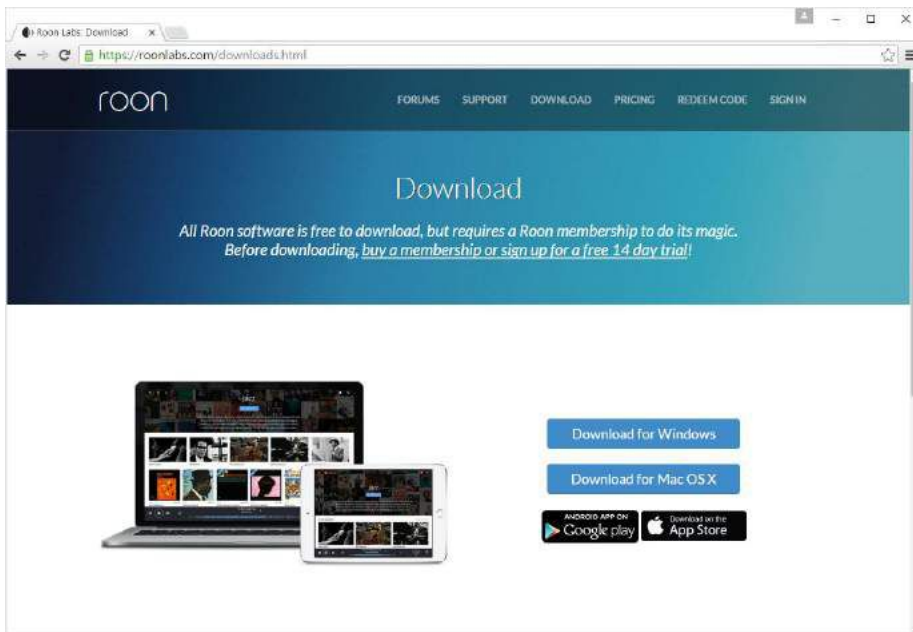 Roon Labs: Download
https://roonlabs.com/downloads.html
roon
FORUMS SUPPORT DOWNLOAD PRICING REDEEM CODE SIGN IN
Download
All Roon software is free to download, but requires a Roon membership to do its magic.
Before downloading, buy a membership or sign up for a free 14 day trial!
Download for Windows
Download for Mac OS X
ANDROID APP ON
Google play
Download on the
App Store